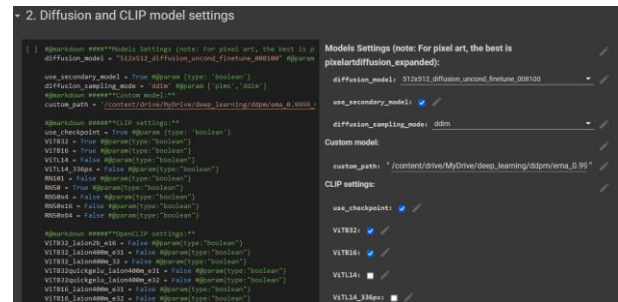 2. Diffusion and CLIP model settings
[ ] #@markdown ####**Models Settings (note: For pixel art, the best is p
diffusion_model = "512x512_diffusion_uncond_finetune_008100" #@param
use_secondary_model = True #@param {type: 'boolean'}
diffusion_sampling_mode = 'ddim' #@param ['plms','ddim']
#@markdown #####**Custom model:**
custom_path = '/content/drive/MyDrive/deep_learning/ddpm/ema_0.9999_
#@markdown #####**CLIP settings:**
use_checkpoint = True #@param {type: 'boolean'}
ViTB32 = True #@param{type:"boolean"}
ViTB16 = True #@param{type:"boolean"}
ViTL14 = False #@param{type:"boolean"}
ViTL14_336px = False #@param{type:"boolean"}
RN101 = False #@param{type:"boolean"}
RN50 = True #@param{type:"boolean"}
RN50x4 = False #@param{type:"boolean"}
RN50x16 = False #@param{type:"boolean"}
RN50x64 = False #@param{type:"boolean"}
#@markdown #####**OpenCLIP settings:**
ViTB32_laion2b_e16 = False #@param{type:"boolean"}
ViTB32_laion400m_e31 = False #@param{type:"boolean"}
ViTB32_laion400m_32 = False #@param{type:"boolean"}
ViTB32quickgelu_laion400m_e31 = False #@param{type:"boolean"}
ViTB32quickgelu_laion400m_e32 = False #@param{type:"boolean"}
ViTB16_laion400m_e31 = False #@param{type:"boolean"}
ViTB16_laion400m_e32 = False #@param{type:"boolean"}
Models Settings (note: For pixel art, the best is
pixelartdiffusion_expanded):
diffusion_model: 512x512_diffusion_uncond_finetune_008100
use_secondary_model:
diffusion_sampling_mode: ddim
Custom model:
custom_path: "/content/drive/MyDrive/deep_learning/ddpm/ema_0.99"
CLIP settings:
use_checkpoint:
ViTB32:
ViTB16:
ViTL14:
ViTL14_336px: